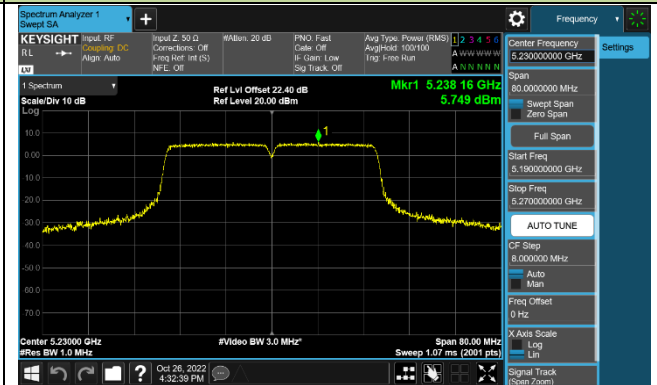 Spectrum Analyzer 1
Swept SA
Frequency
KEYSIGHT
RL
Input: RF
Coupling: DC
Align: Auto
Input Z: 50 Ω
Corrections: Off
Freq Ref: Int (S)
NFE: Off
#Atten: 20 dB
PNO: Fast
Gate: Off
IF Gain: Low
Sig Track: Off
Avg Type: Power (RMS)
Avg|Hold: 100/100
Trig: Free Run
1 2 3 4 5 6
A W W W W W
A N N N N N
LXI
1 Spectrum
Scale/Div 10 dB
Log
Ref Lvl Offset 22.40 dB
Ref Level 20.00 dBm
Mkr1 5.238 16 GHz
5.749 dBm
1
10.0
0.00
-10.0
-20.0
-30.0
-40.0
-50.0
-60.0
-70.0
Center 5.23000 GHz
#Res BW 1.0 MHz
#Video BW 3.0 MHz*
Span 80.00 MHz
Sweep 1.07 ms (2001 pts)
Oct 26, 2022
4:32:39 PM
Center Frequency
5.230000000 GHz
Settings
Span
80.0000000 MHz
Swept Span
Zero Span
Full Span
Start Freq
5.190000000 GHz
Stop Freq
5.270000000 GHz
AUTO TUNE
CF Step
8.000000 MHz
Auto
Man
Freq Offset
0 Hz
X Axis Scale
Log
Lin
Signal Track
(Span Zoom)